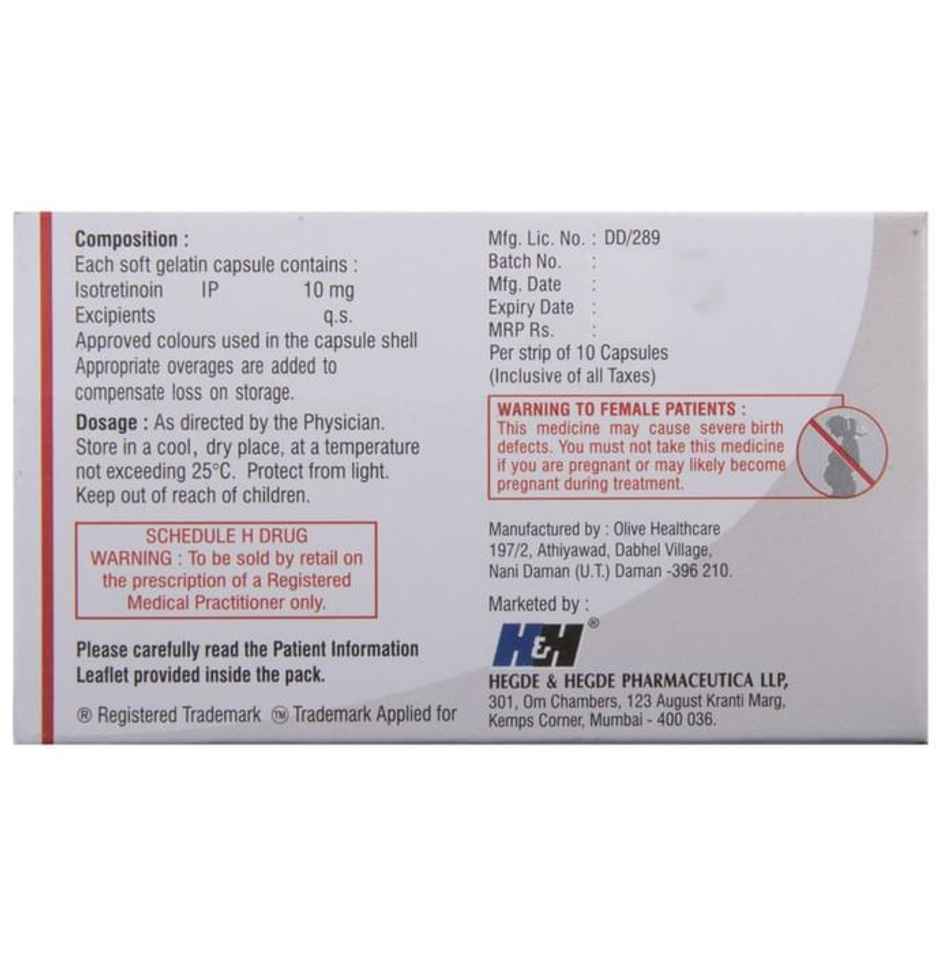 Composition :
Each soft gelatin capsule contains :
Isotretinoin IP 10 mg
Excipients q.s.
Approved colours used in the capsule shell
Appropriate overages are added to
compensate loss on storage.
Dosage : As directed by the Physician.
Store in a cool, dry place, at a temperature
not exceeding 25°C. Protect from light.
Keep out of reach of children.
SCHEDULE H DRUG
WARNING : To be sold by retail on
the prescription of a Registered
Medical Practitioner only.
Please carefully read the Patient Information
Leaflet provided inside the pack.
® Registered Trademark ™ Trademark Applied for
Mfg. Lic. No. : DD/289
Batch No. :
Mfg. Date :
Expiry Date :
MRP Rs. :
Per strip of 10 Capsules
(Inclusive of all Taxes)
WARNING TO FEMALE PATIENTS :
This medicine may cause severe birth
defects. You must not take this medicine
if you are pregnant or may likely become
pregnant during treatment.
Manufactured by : Olive Healthcare
197/2, Athiyawad, Dabhel Village,
Nani Daman (U.T.) Daman -396 210.
Marketed by :
H&H ®
HEGDE & HEGDE PHARMACEUTICA LLP,
301, Om Chambers, 123 August Kranti Marg,
Kemps Corner, Mumbai - 400 036.